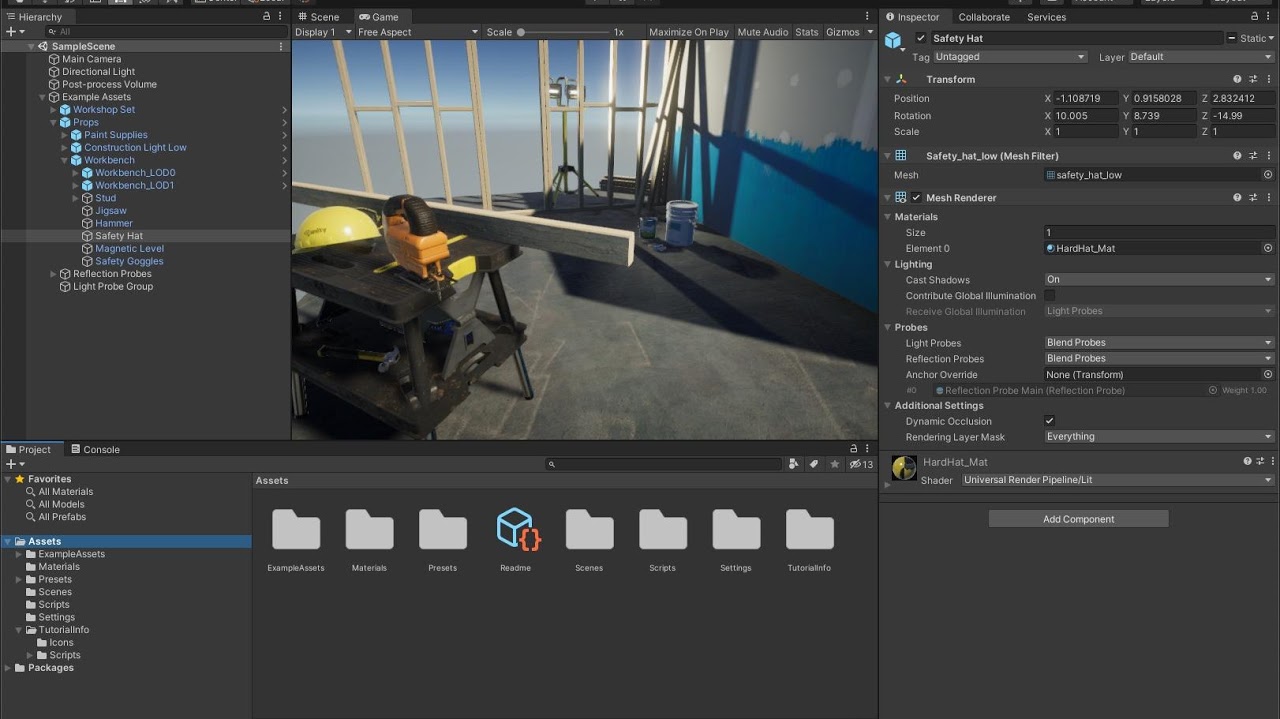 Hierarchy
All
SampleScene
Main Camera
Directional Light
Post-process Volume
Example Assets
Workshop Set
Props
Paint Supplies
Construction Light Low
Workbench
Workbench_LOD0
Workbench_LOD1
Stud
Jigsaw
Hammer
Safety Hat
Magnetic Level
Safety Goggles
Reflection Probes
Light Probe Group
Scene Game
Display 1 Free Aspect Scale 1x Maximize On Play Mute Audio Stats Gizmos
Inspector Collaborate Services
Safety Hat Static
Tag Untagged Layer Default
Transform
Position X -1.108719 Y 0.9158028 Z 2.832412
Rotation X 10.005 Y 8.739 Z -14.99
Scale X 1 Y 1 Z 1
Safety_hat_low (Mesh Filter)
Mesh safety_hat_low
Mesh Renderer
Materials
Size 1
Element 0 HardHat_Mat
Lighting
Cast Shadows On
Contribute Global Illumination
Receive Global Illumination Light Probes
Probes
Light Probes Blend Probes
Reflection Probes Blend Probes
Anchor Override None (Transform)
#0 Reflection Probe Main (Reflection Probe) Weight 1.00
Additional Settings
Dynamic Occlusion
Rendering Layer Mask Everything
HardHat_Mat
Shader Universal Render Pipeline/Lit
Add Component
Project Console
13
Favorites
All Materials
All Models
All Prefabs
Assets
ExampleAssets
Materials
Presets
Scenes
Scripts
Settings
TutorialInfo
Icons
Scripts
Packages
Assets
ExampleAssets Materials Presets Readme Scenes Scripts Settings TutorialInfo